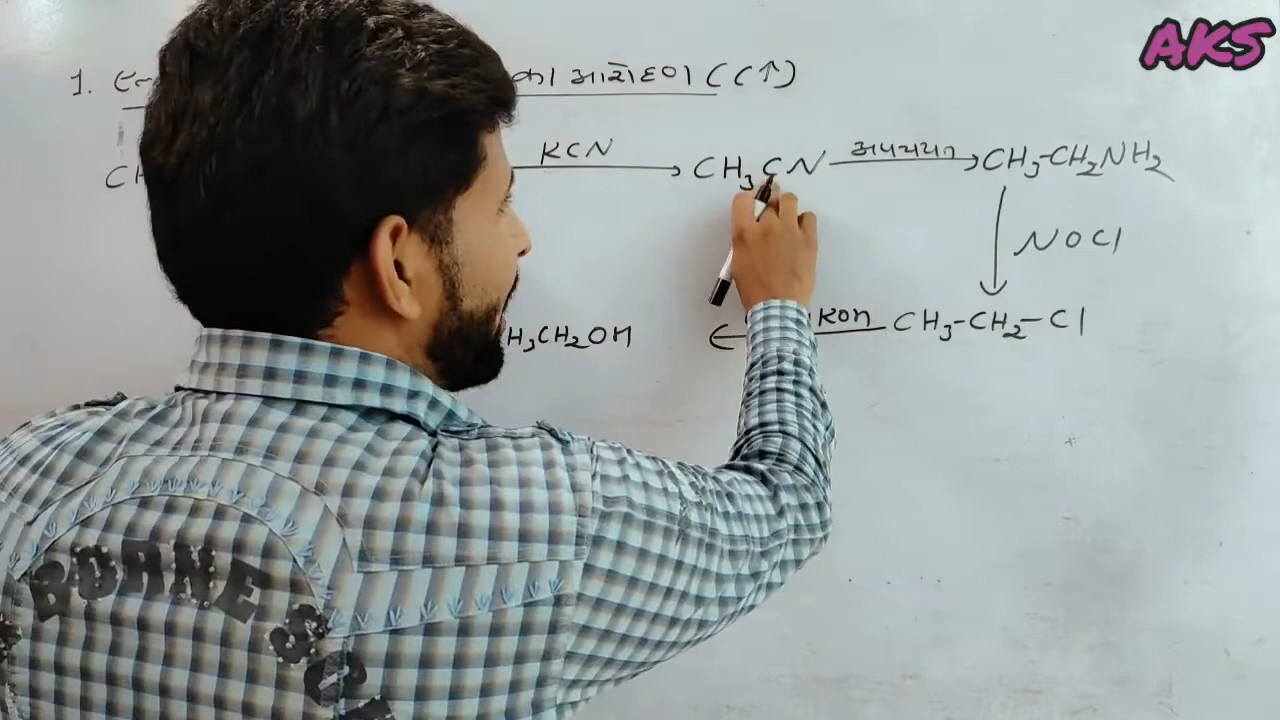 AKS
1. का आरोहण (C↑)
KCN → CH3CN अपचयन → CH3-CH2NH2
↓ NOCl
H3CH2OH ← KOH CH3-CH2-Cl
BORNE